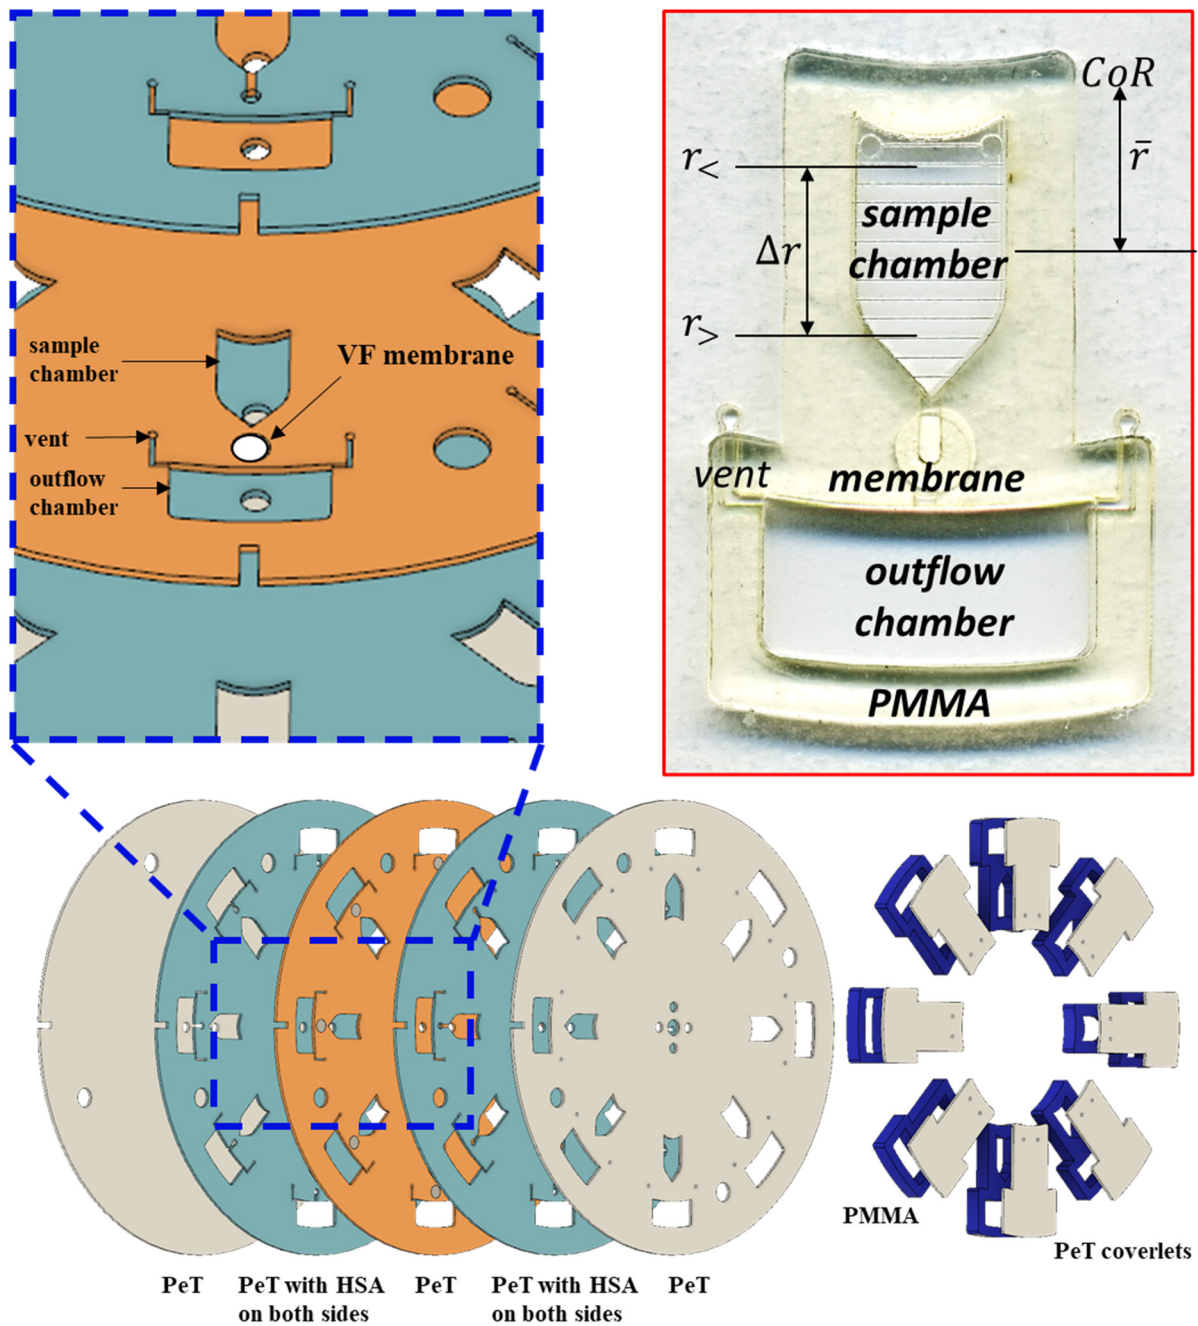 sample
chamber
VF membrane
vent
outflow
chamber
CoR
r̄
r<
Δr
r>
sample
chamber
vent
membrane
outflow
chamber
PMMA
PeT
PeT with HSA
on both sides
PeT
PeT with HSA
on both sides
PeT
PMMA
PeT coverlets